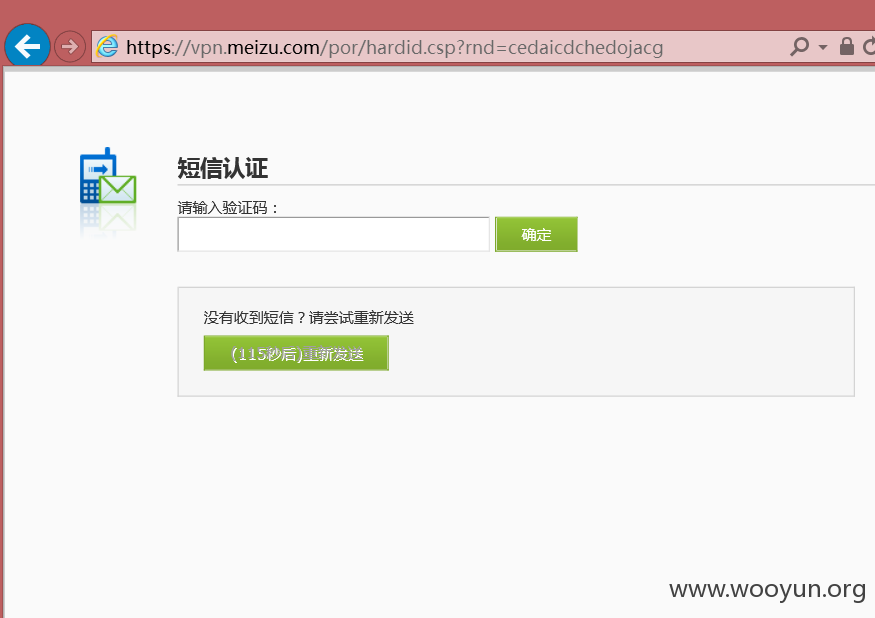 https://vpn.meizu.com/por/hardid.csp?rnd=cedaicdchedojacg
短信认证
请输入验证码：
确定
没有收到短信？请尝试重新发送
(115秒后)重新发送
www.wooyun.org